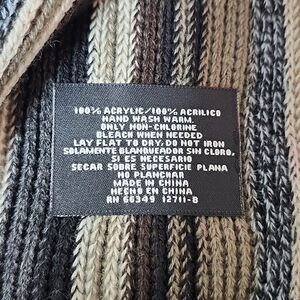 100% ACRYLIC/100% ACRILICO
HAND WASH WARM.
ONLY NON-CHLORINE
BLEACH WHEN NEEDED
LAY FLAT TO DRY. DO NOT IRON
SOLAMENTE BLANQUEADOR SIN CLORO,
SI ES NECESARIO
SECAR SOBRE SUPERFICIE PLANA
NO PLANCHAR
MADE IN CHINA
HECHO EN CHINA
RN 66349 12711-B